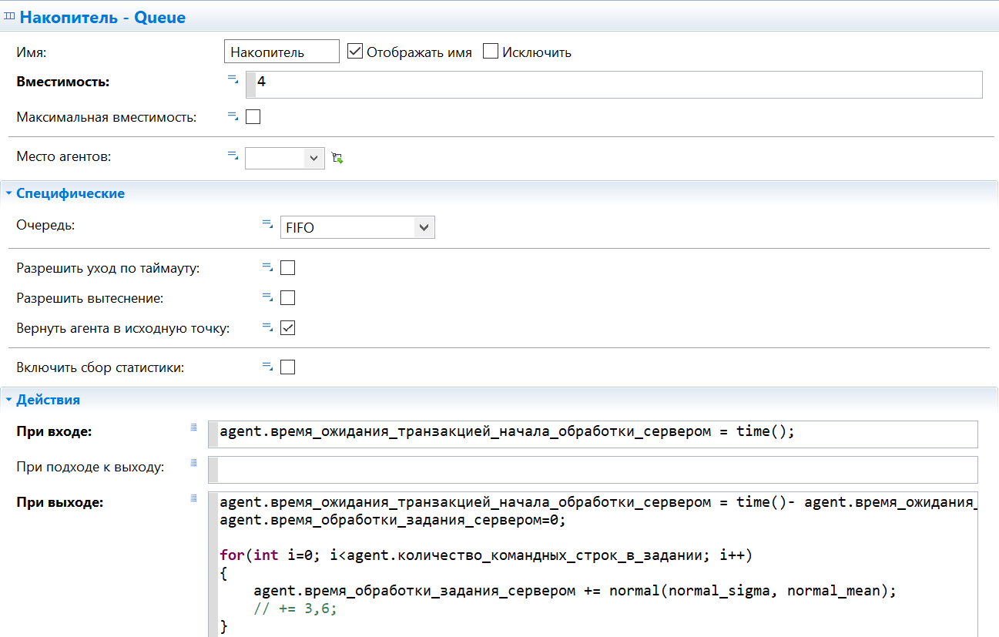 Накопитель - Queue
Имя: Накопитель Отображать имя Исключить
Вместимость: 4
Максимальная вместимость:
Место агентов:
Специфические
Очередь: FIFO
Разрешить уход по таймауту:
Разрешить вытеснение:
Вернуть агента в исходную точку:
Включить сбор статистики:
Действия
При входе: agent.время_ожидания_транзакцией_начала_обработки_сервером = time();
При подходе к выходу:
При выходе: agent.время_ожидания_транзакцией_начала_обработки_сервером = time()- agent.время_ожидания_
agent.время_обработки_задания_сервером=0;
for(int i=0; i<agent.количество_командных_строк_в_задании; i++)
{
agent.время_обработки_задания_сервером += normal(normal_sigma, normal_mean);
// += 3,6;
}